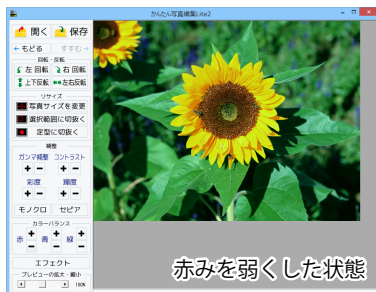 かんたん写真編集Lite2
開く 保存
←もどる すすむ→
回転・反転
左 回転 右 回転
上下反転 左右反転
リサイズ
写真サイズを変更
選択範囲に切抜く
定型に切抜く
補整
ガンマ補整 コントラスト
+ - + -
彩度 輝度
+ - + -
モノクロ セピア
カラーバランス
赤 + - 青 + - 緑 + -
エフェクト
プレビューの拡大・縮小
100%
赤みを弱くした状態